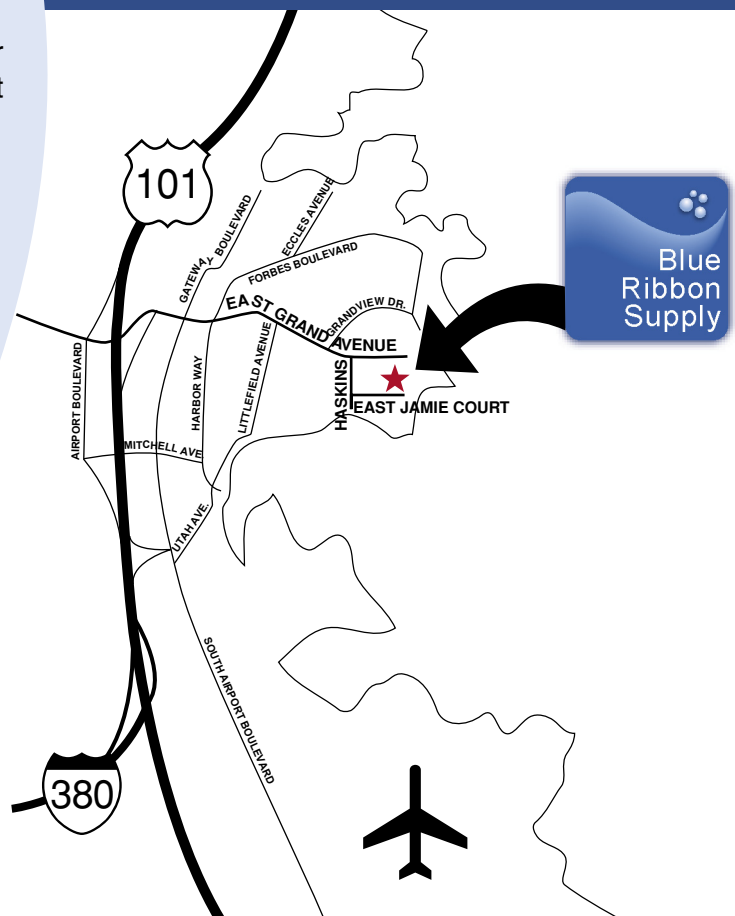 r
t
101
GATEWAY BOULEVARD
ECCLES AVENUE
FORBES BOULEVARD
Blue
Ribbon
Supply
EAST GRAND AVENUE
GRANDVIEW DR.
AIRPORT BOULEVARD
HARBOR WAY
LITTLEFIELD AVENUE
HASKINS
EAST JAMIE COURT
MITCHELL AVE
UTAH AVE.
SOUTH AIRPORT BOULEVARD
380